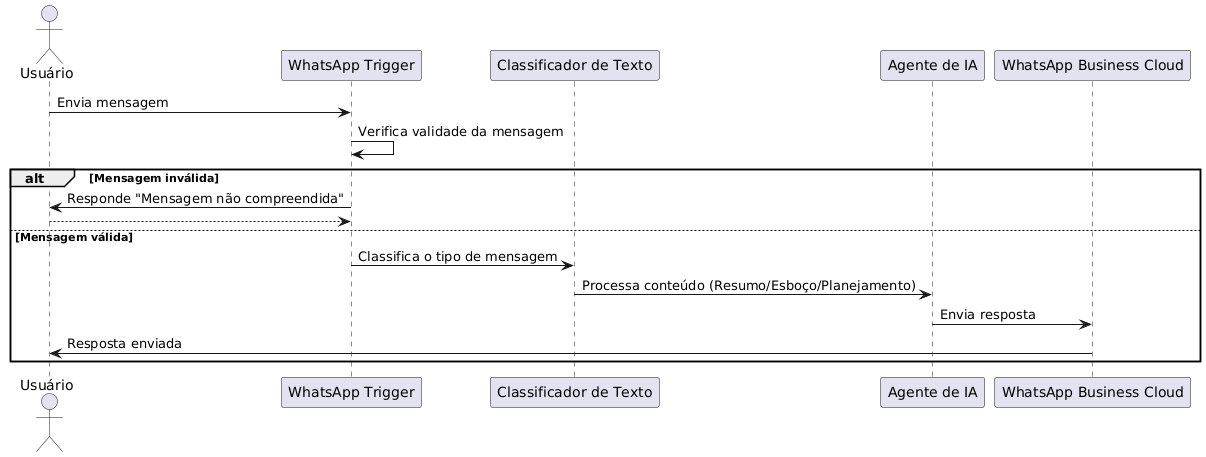 Usuário
WhatsApp Trigger
Classificador de Texto
Agente de IA
WhatsApp Business Cloud
Envia mensagem
Verifica validade da mensagem
alt
[Mensagem inválida]
Responde "Mensagem não compreendida"
[Mensagem válida]
Classifica o tipo de mensagem
Processa conteúdo (Resumo/Esboço/Planejamento)
Envia resposta
Resposta enviada
Usuário
WhatsApp Trigger
Classificador de Texto
Agente de IA
WhatsApp Business Cloud